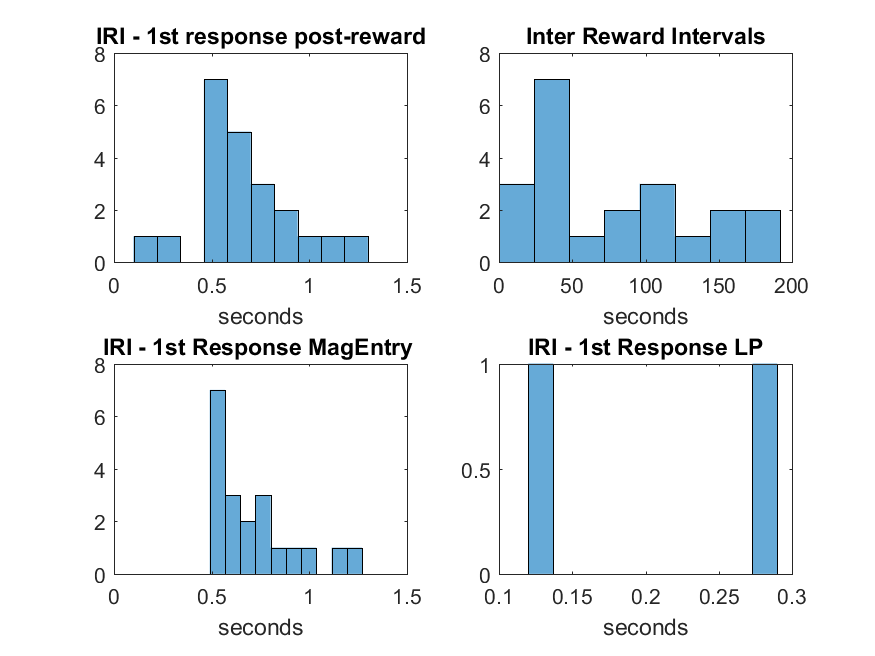 IRI - 1st response post-reward
8
6
4
2
0
0 0.5 1 1.5
seconds
Inter Reward Intervals
8
6
4
2
0
0 50 100 150 200
seconds
IRI - 1st Response MagEntry
8
6
4
2
0
0 0.5 1 1.5
seconds
IRI - 1st Response LP
1
0.5
0
0.1 0.15 0.2 0.25 0.3
seconds